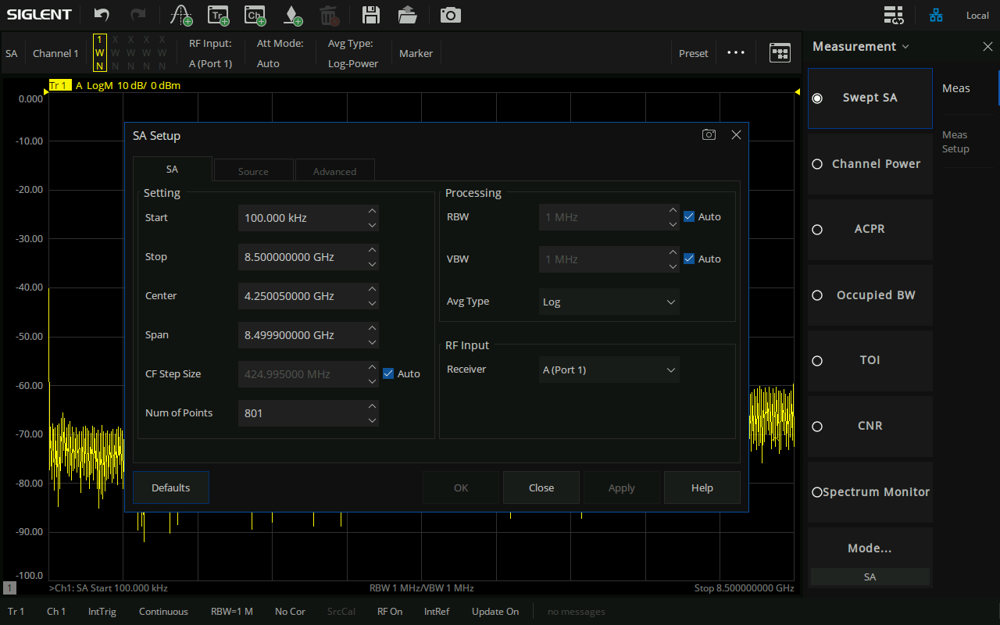 SIGLENT
Tr
Ch
Local
SA
Channel 1
1 X X X X
W W W W W
N N N N N
RF Input:
A (Port 1)
Att Mode:
Auto
Avg Type:
Log-Power
Marker
Preset
...
Tr 1 A LogM 10 dB/ 0 dBm
0.000
-10.00
-20.00
-30.00
-40.00
-50.00
-60.00
-70.00
-80.00
-90.00
-100.0
SA Setup
SA
Source
Advanced
Setting
Start 100.000 kHz
Stop 8.500000000 GHz
Center 4.250050000 GHz
Span 8.499900000 GHz
CF Step Size 424.995000 MHz Auto
Num of Points 801
Processing
RBW 1 MHz Auto
VBW 1 MHz Auto
Avg Type Log
RF Input
Receiver A (Port 1)
Defaults
OK
Close
Apply
Help
1 >Ch1: SA Start 100.000 kHz
RBW 1 MHz/VBW 1 MHz
Stop 8.500000000 GHz
Measurement
Swept SA
Channel Power
ACPR
Occupied BW
TOI
CNR
Spectrum Monitor
Mode...
SA
Meas
Meas
Setup
Tr 1 Ch 1 IntTrig Continuous RBW=1 M No Cor SrcCal RF On IntRef Update On no messages